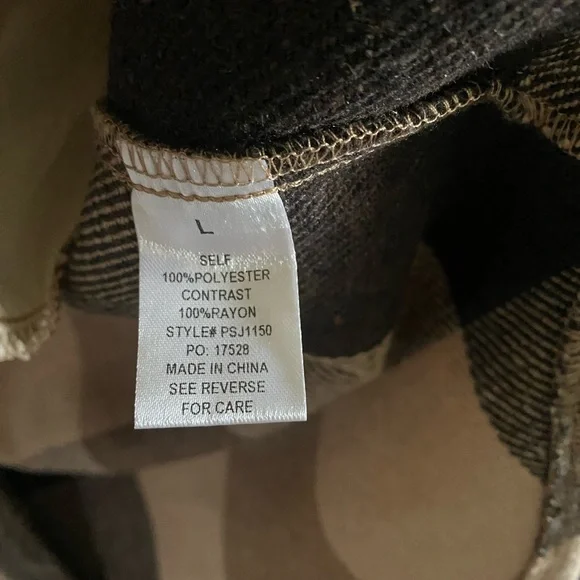 L
SELF
100%POLYESTER
CONTRAST
100%RAYON
STYLE# PSJ1150
PO: 17528
MADE IN CHINA
SEE REVERSE
FOR CARE